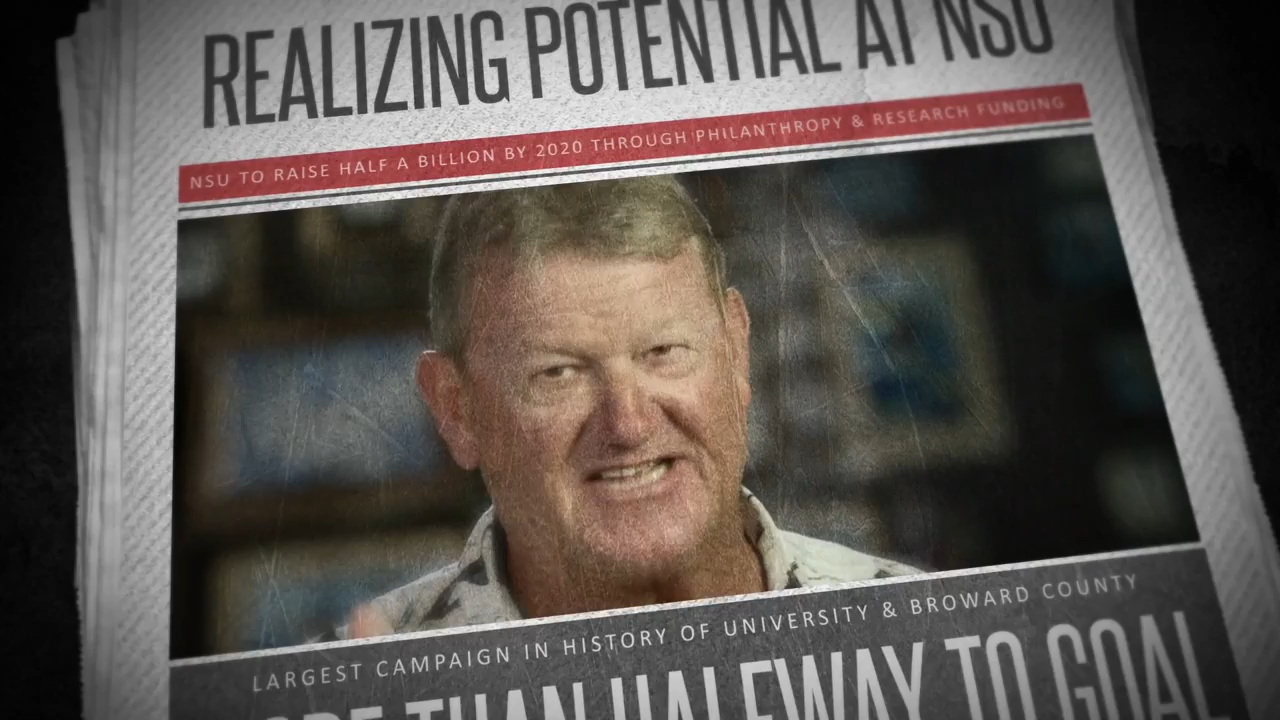 REALIZING POTENTIAL AT NSU
NSU TO RAISE HALF A BILLION BY 2020 THROUGH PHILANTHROPY & RESEARCH FUNDING
LARGEST CAMPAIGN IN HISTORY OF UNIVERSITY & BROWARD COUNTY
THAN HALFWAY TO GOAL